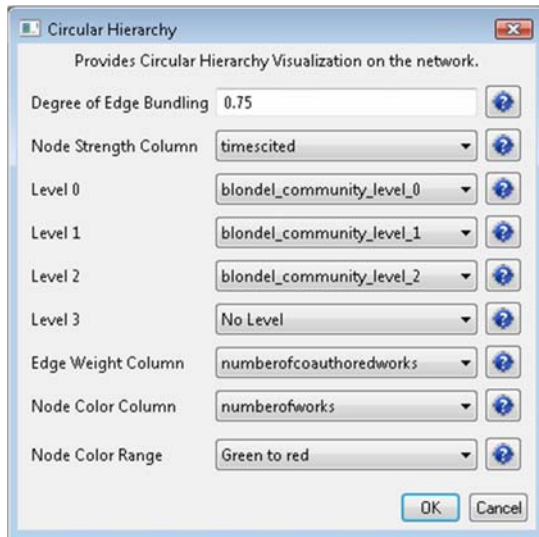 Circular Hierarchy
Provides Circular Hierarchy Visualization on the network.
Degree of Edge Bundling 0.75
Node Strength Column timescited
Level 0 blondel_community_level_0
Level 1 blondel_community_level_1
Level 2 blondel_community_level_2
Level 3 No Level
Edge Weight Column numberofcoauthoredworks
Node Color Column numberofworks
Node Color Range Green to red
OK Cancel